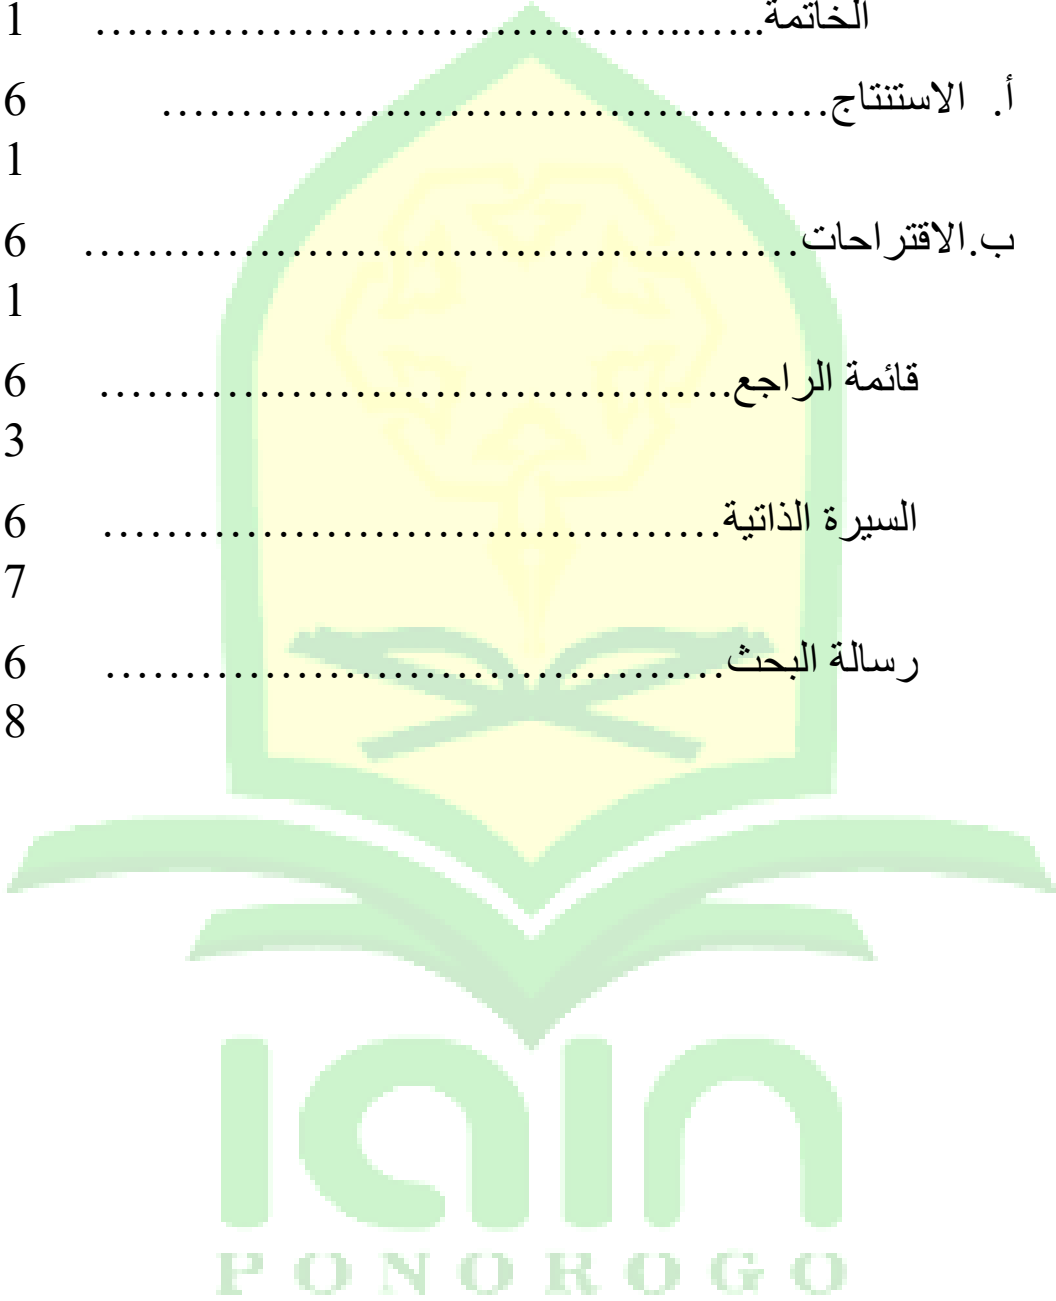 الخاتمة..….………………………………… 1
أ. الاستنتاج…………………………………… 6
1
ب.الاقتراحات……………………………………… 6
1
قائمة الراجع………………………………… 6
3
السيرة الذاتية………………………………… 6
7
رسالة البحث………………………………… 6
8
iain
PONOROGO